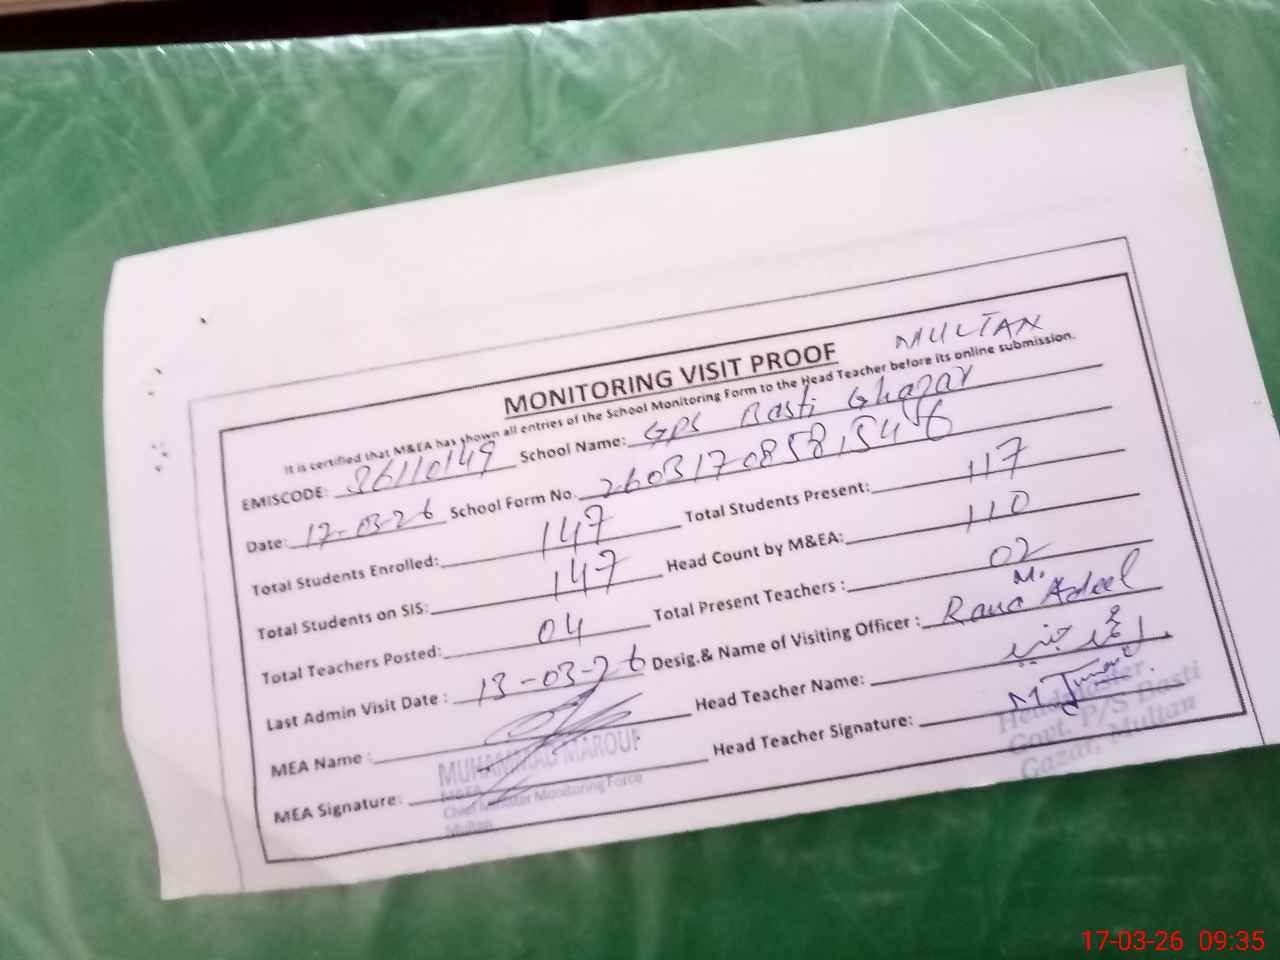 MONITORING VISIT PROOF MULTAN
It is certified that M&EA has shown all entries of the School Monitoring Form to the Head Teacher before its online submission.
EMISCODE: 36110149 School Name: GPS Basti Ghazar
Date: 17-03-26 School Form No. 260317085815456
Total Students Enrolled: 147 Total Students Present: 117
Total Students on SIS: 147 Head Count by M&EA: 110
Total Teachers Posted: 04 Total Present Teachers : 02
Last Admin Visit Date : 13-03-26 Desig.& Name of Visiting Officer : Rana M. Adeel
MEA Name : Head Teacher Name:
MEA Signature: Head Teacher Signature:
MUHAMMAD MAROUF
M&EA
Chief Minister Monitoring Force
Multan
Headmaster
Govt. P/S Basti
Gazar, Multan
17-03-26 09:35